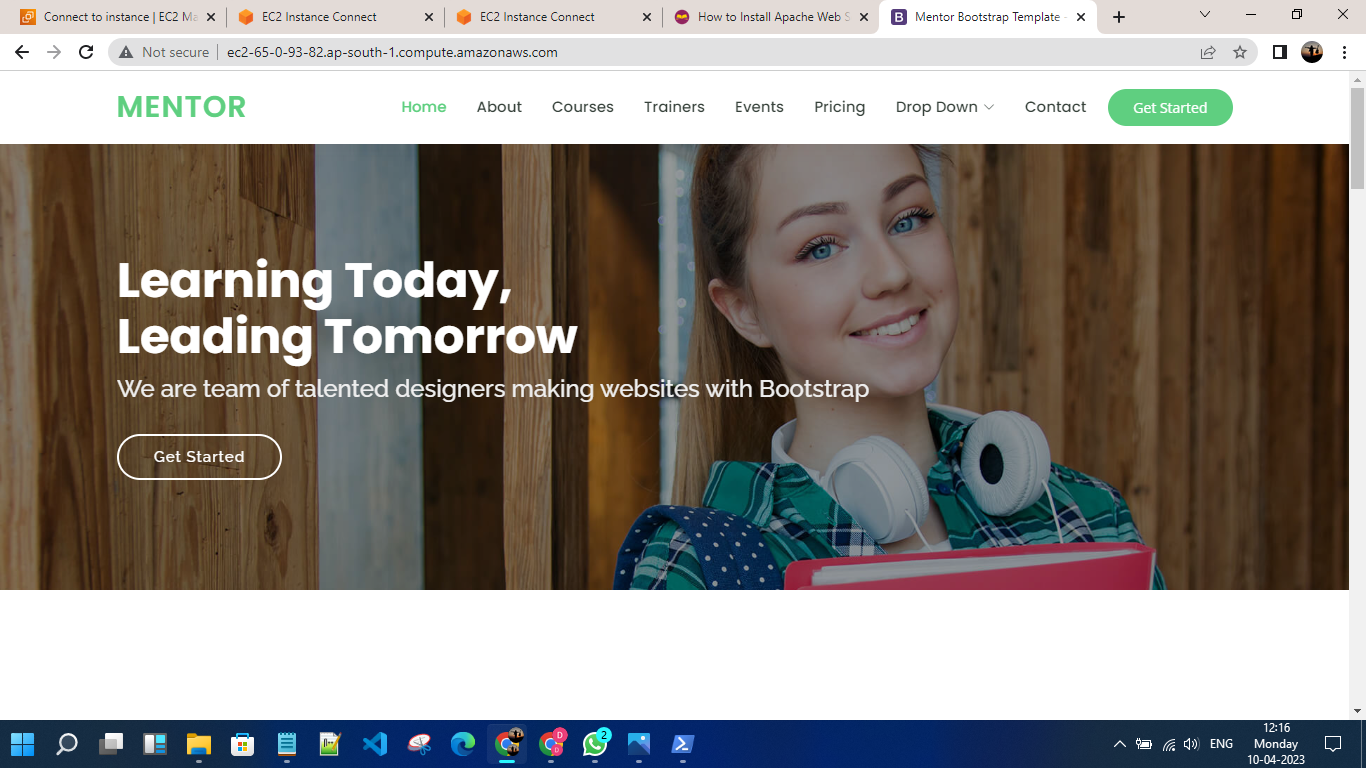 Connect to instance | EC2 Ma
EC2 Instance Connect
EC2 Instance Connect
How to Install Apache Web S
Mentor Bootstrap Template -
Not secure
ec2-65-0-93-82.ap-south-1.compute.amazonaws.com
MENTOR
Home
About
Courses
Trainers
Events
Pricing
Drop Down
Contact
Get Started
Learning Today,
Leading Tomorrow
We are team of talented designers making websites with Bootstrap
Get Started
D
D
2
ENG
12:16
Monday
10-04-2023